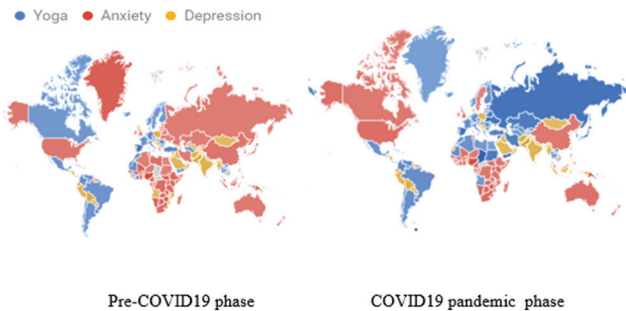 Yoga Anxiety Depression
Pre-COVID19 phase
COVID19 pandemic phase